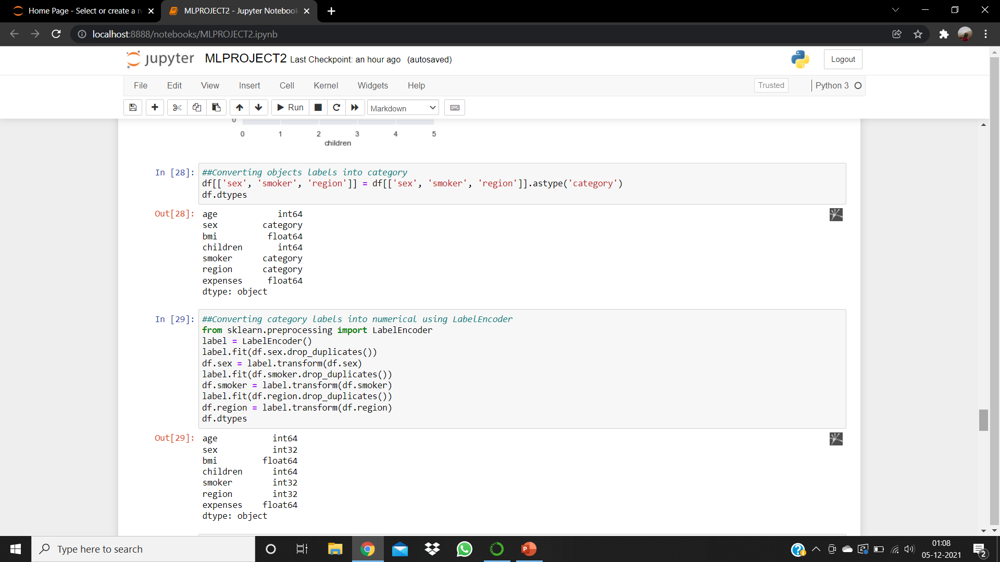 Home Page - Select or create a n
MLPROJECT2 - Jupyter Notebook
localhost:8888/notebooks/MLPROJECT2.ipynb
jupyter MLPROJECT2 Last Checkpoint: an hour ago (autosaved)
Logout
File Edit View Insert Cell Kernel Widgets Help
Trusted
Python 3
Run
Markdown
0
0 1 2 3 4 5
children
In [28]: ##Converting objects labels into category
df[['sex', 'smoker', 'region']] = df[['sex', 'smoker', 'region']].astype('category')
df.dtypes
Out[28]: age int64
sex category
bmi float64
children int64
smoker category
region category
expenses float64
dtype: object
In [29]: ##Converting category labels into numerical using LabelEncoder
from sklearn.preprocessing import LabelEncoder
label = LabelEncoder()
label.fit(df.sex.drop_duplicates())
df.sex = label.transform(df.sex)
label.fit(df.smoker.drop_duplicates())
df.smoker = label.transform(df.smoker)
label.fit(df.region.drop_duplicates())
df.region = label.transform(df.region)
df.dtypes
Out[29]: age int64
sex int32
bmi float64
children int64
smoker int32
region int32
expenses float64
dtype: object
Type here to search
P
01:08
05-12-2021
2